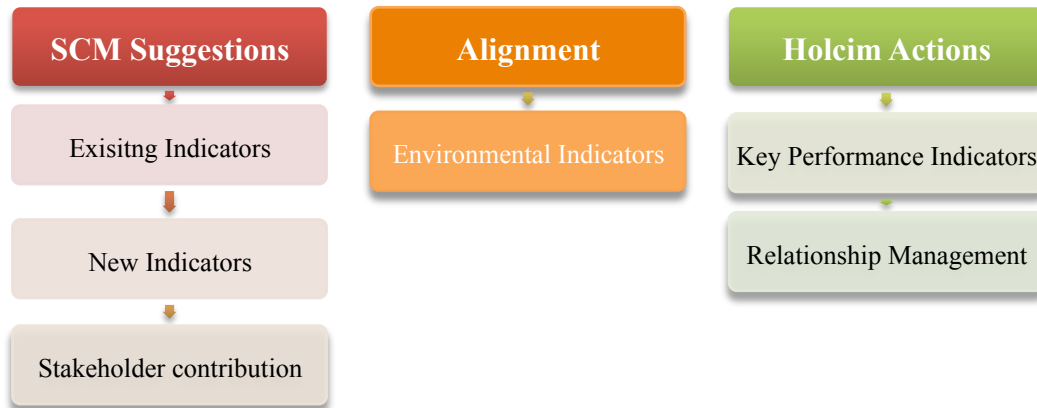 SCM Suggestions
Exisitng Indicators
New Indicators
Stakeholder contribution
Alignment
Environmental Indicators
Holcim Actions
Key Performance Indicators
Relationship Management